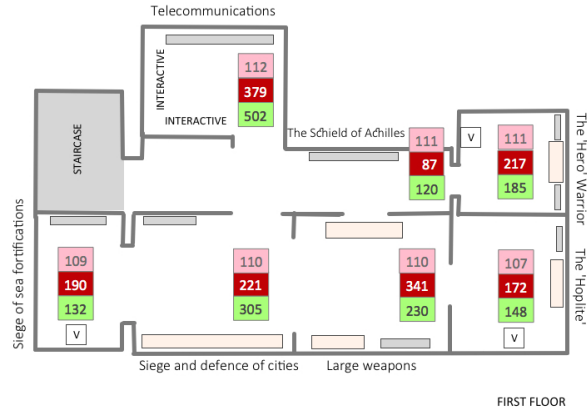 Telecommunications
INTERACTIVE
INTERACTIVE
112
379
502
STAIRCASE
The Schield of Achilles
111
87
120
V
111
217
185
The 'Hero' Warrior
Siege of sea fortifications
109
190
132
V
110
221
305
110
341
230
107
172
148
V
The 'Hoplite'
Siege and defence of cities
Large weapons
FIRST FLOOR